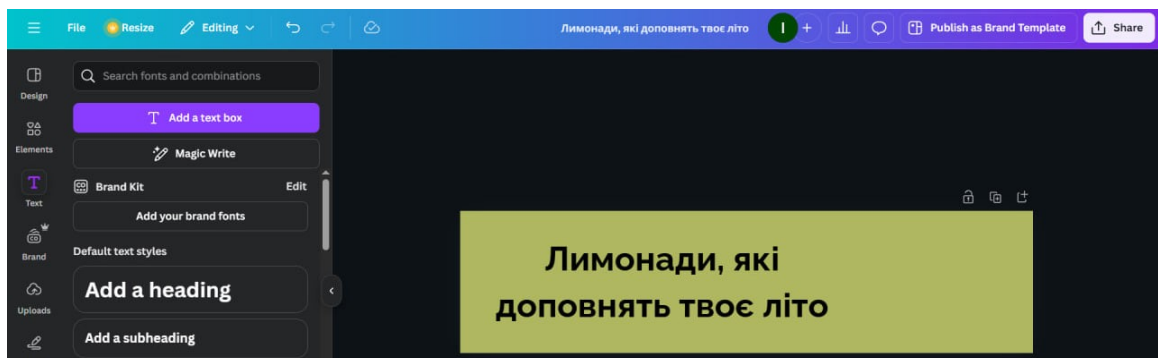 File Resize Editing Лимонади, які доповнять твоє літо I + Publish as Brand Template Share
Design
Elements
Text
Brand
Uploads
Search fonts and combinations
T Add a text box
Magic Write
Brand Kit Edit
Add your brand fonts
Default text styles
Add a heading
Add a subheading
Лимонади, які
доповнять твоє літо